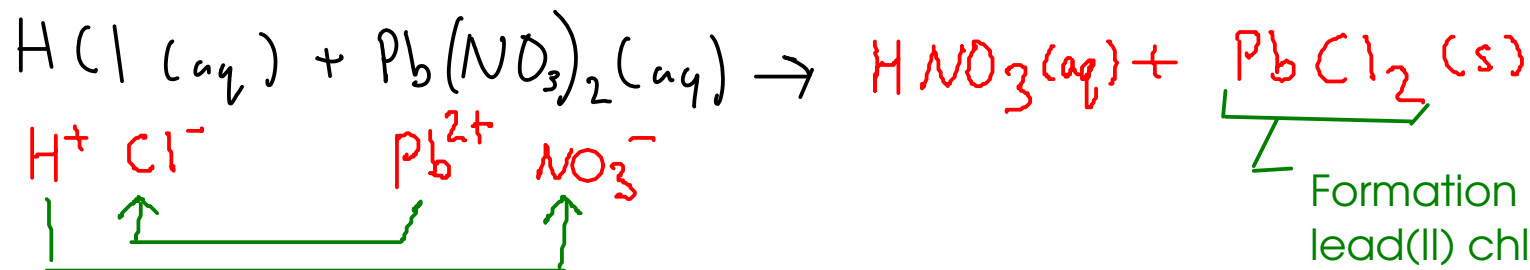 HCl (aq) + Pb(NO₃)₂ (aq) → HNO₃(aq) + PbCl₂ (s)
H⁺ Cl⁻ Pb²⁺ NO₃⁻
Formation
lead(II) chl